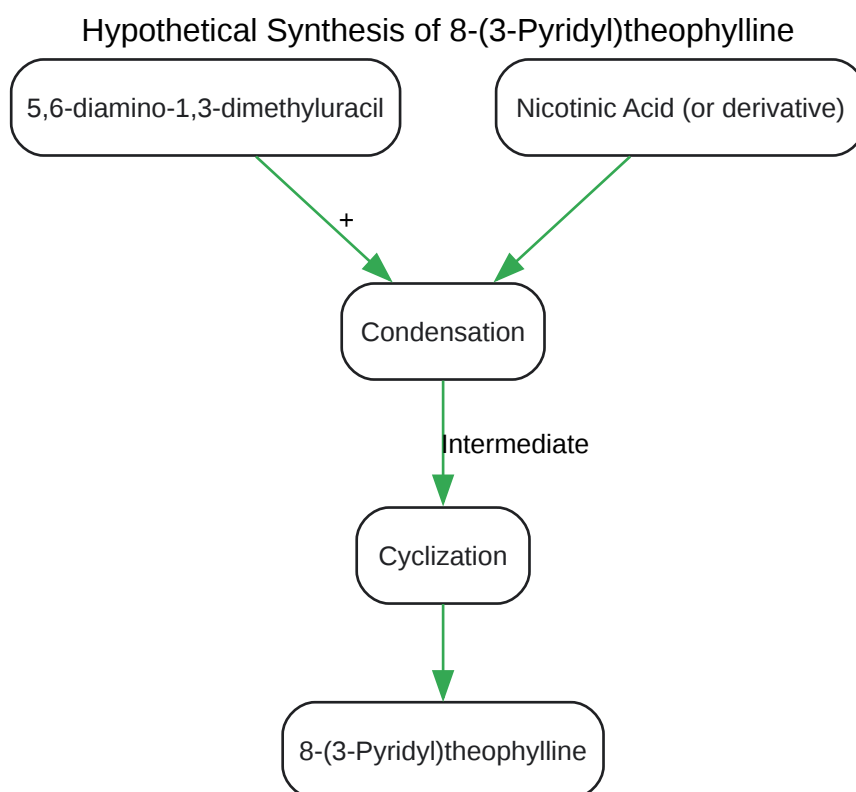 Hypothetical Synthesis of 8-(3-Pyridyl)theophylline
5,6-diamino-1,3-dimethyluracil
Nicotinic Acid (or derivative)
+
Condensation
Intermediate
Cyclization
8-(3-Pyridyl)theophylline